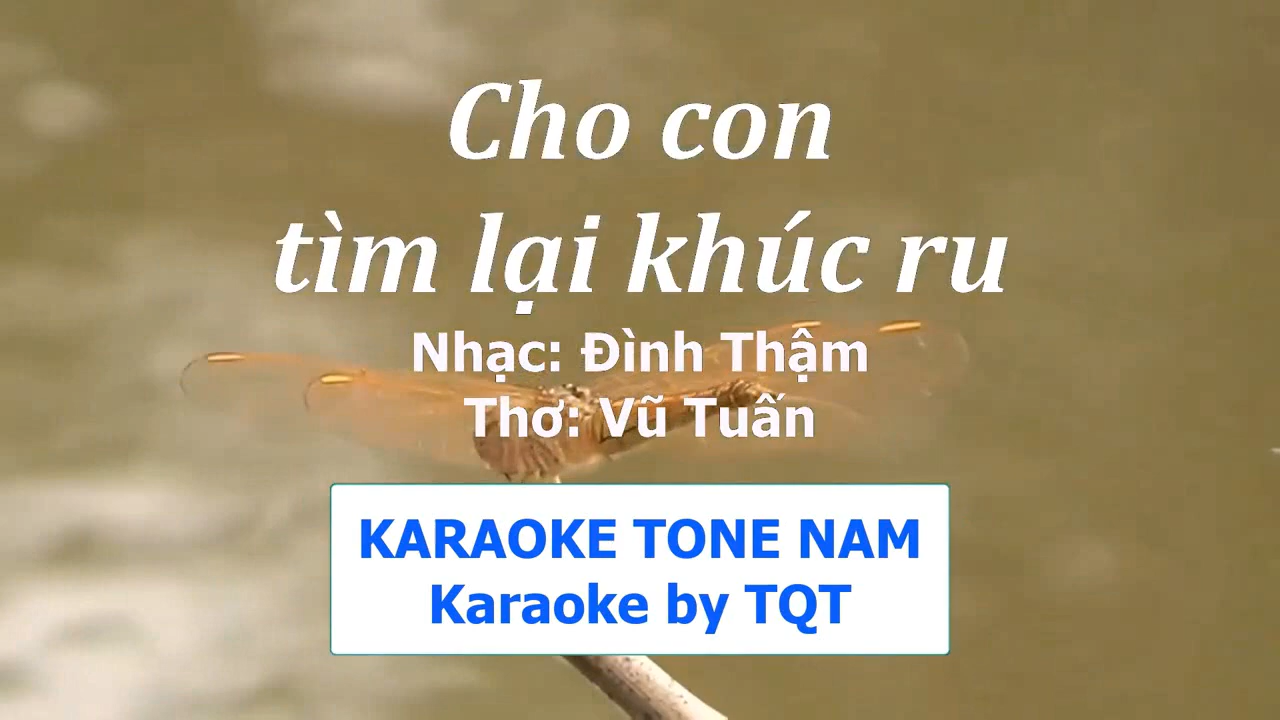 Cho con
tìm lại khúc ru
Nhạc: Đình Thậm
Thơ: Vũ Tuấn
KARAOKE TONE NAM
Karaoke by TQT